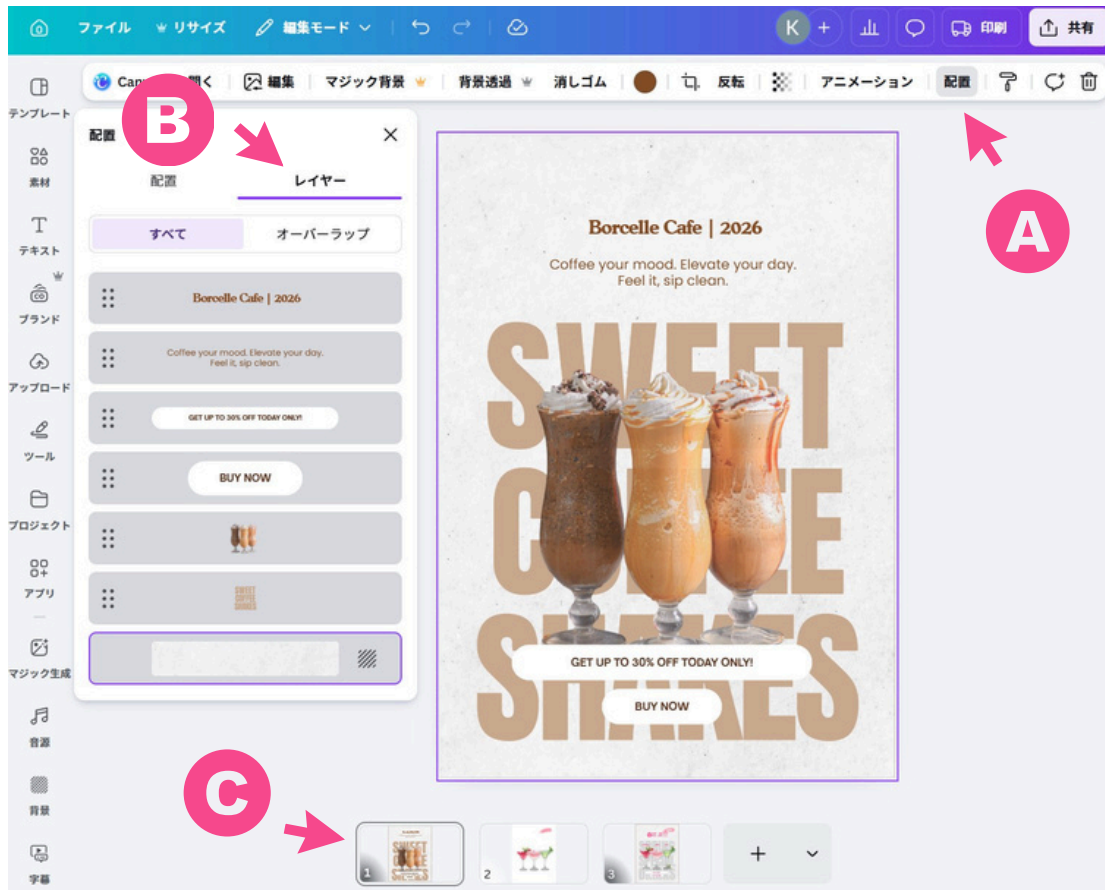 ファイル
リサイズ
編集モード
K
+
印刷
共有
テンプレート
素材
テキスト
ブランド
アップロード
ツール
プロジェクト
アプリ
マジック生成
音源
背景
字幕
編集
マジック背景
背景透過
消しゴム
反転
アニメーション
配置
A
B
配置
配置
レイヤー
すべて
オーバーラップ
Borcelle Cafe | 2026
Coffee your mood. Elevate your day.
Feel it, sip clean.
GET UP TO 30% OFF TODAY ONLY!
BUY NOW
SWEET
COFFEE
SHAKES
Borcelle Cafe | 2026
Coffee your mood. Elevate your day.
Feel it, sip clean.
SWEET
COFFEE
SHAKES
GET UP TO 30% OFF TODAY ONLY!
BUY NOW
C
1
2
3
+